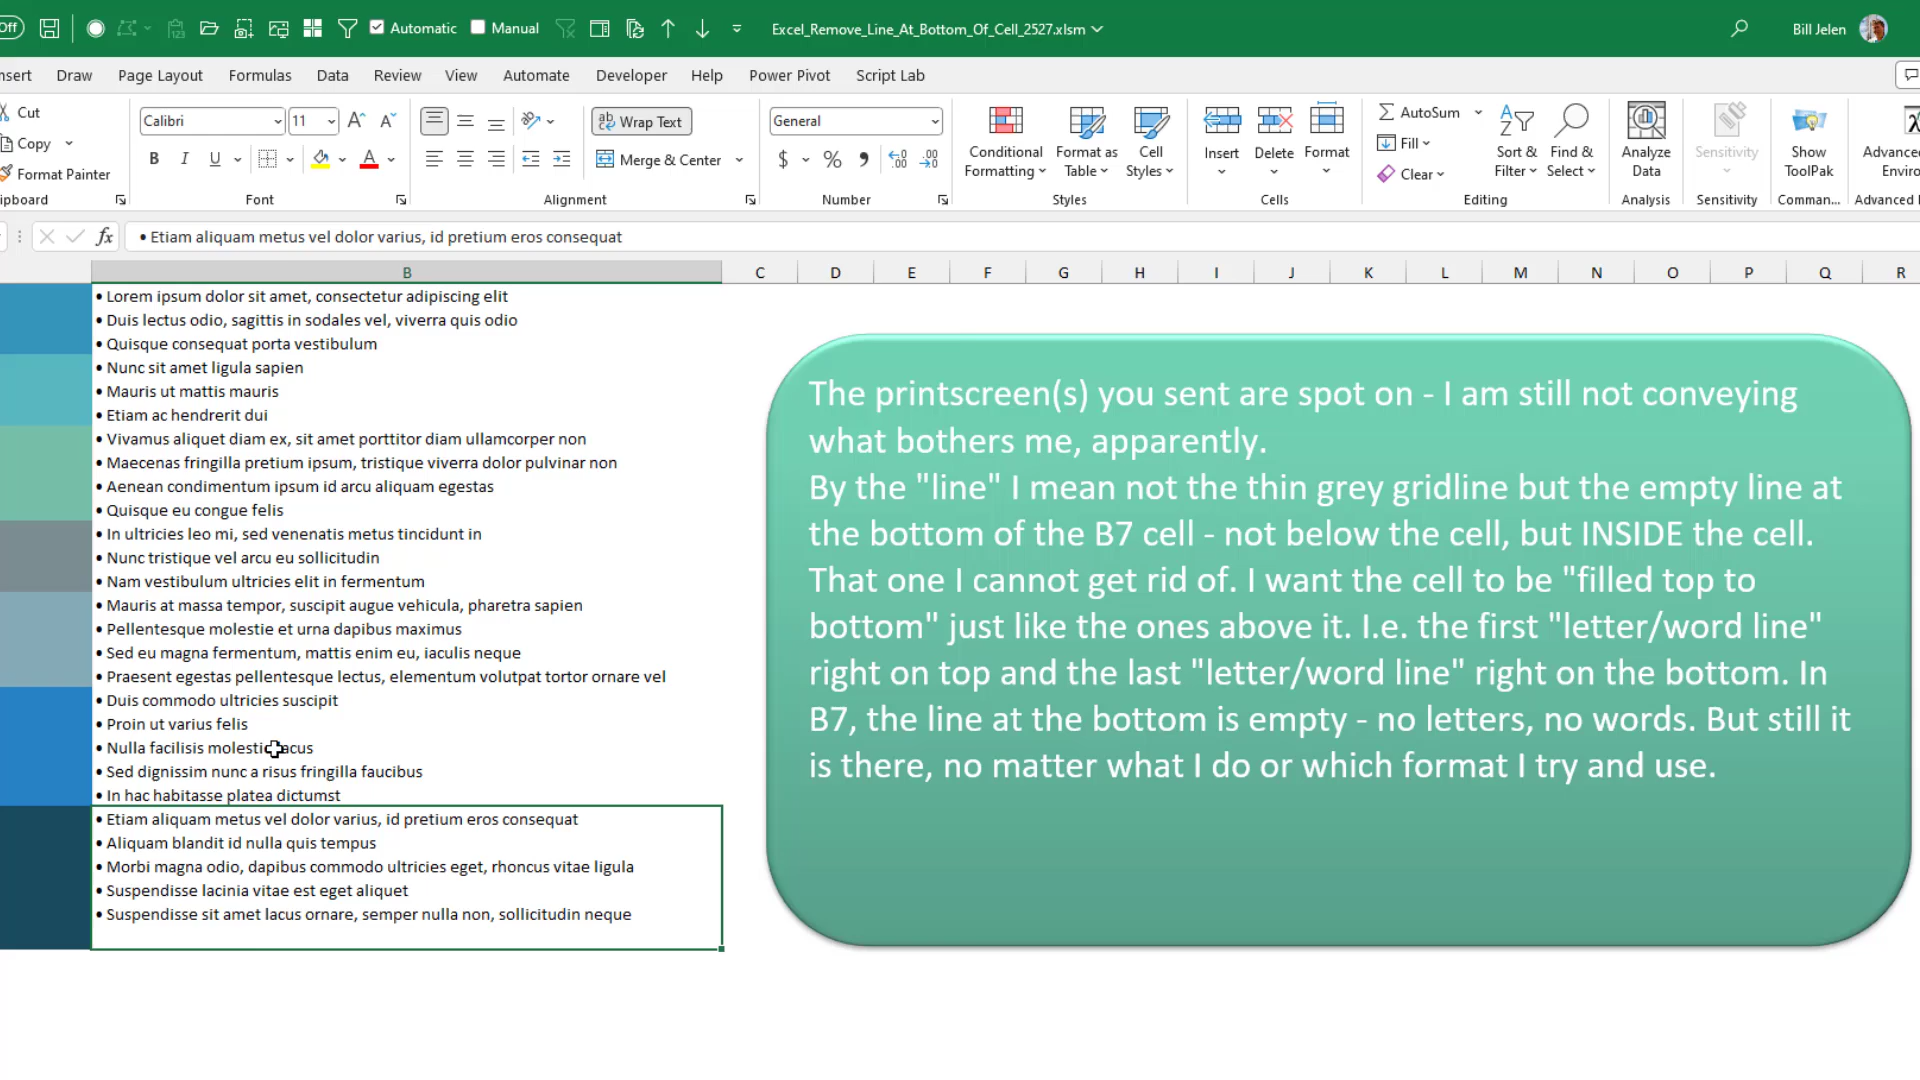 Off
Automatic
Manual
Excel_Remove_Line_At_Bottom_Of_Cell_2527.xlsm
Bill Jelen
nsert
Draw
Page Layout
Formulas
Data
Review
View
Automate
Developer
Help
Power Pivot
Script Lab
Cut
Copy
Format Painter
ipboard
Calibri
11
B
I
U
A
Font
Wrap Text
Merge & Center
Alignment
General
$
%
Number
Conditional
Formatting
Format as
Table
Cell
Styles
Styles
Insert
Delete
Format
Cells
AutoSum
Fill
Clear
Sort &
Filter
Find &
Select
Editing
Analyze
Data
Analysis
Sensitivity
Sensitivity
Show
ToolPak
Comman...
Advance
Enviro
Advanced
fx
• Etiam aliquam metus vel dolor varius, id pretium eros consequat
B C D E F G H I J K L M N O P Q R
• Lorem ipsum dolor sit amet, consectetur adipiscing elit
• Duis lectus odio, sagittis in sodales vel, viverra quis odio
• Quisque consequat porta vestibulum
• Nunc sit amet ligula sapien
• Mauris ut mattis mauris
• Etiam ac hendrerit dui
• Vivamus aliquet diam ex, sit amet porttitor diam ullamcorper non
• Maecenas fringilla pretium ipsum, tristique viverra dolor pulvinar non
• Aenean condimentum ipsum id arcu aliquam egestas
• Quisque eu congue felis
• In ultricies leo mi, sed venenatis metus tincidunt in
• Nunc tristique vel arcu eu sollicitudin
• Nam vestibulum ultricies elit in fermentum
• Mauris at massa tempor, suscipit augue vehicula, pharetra sapien
• Pellentesque molestie et urna dapibus maximus
• Sed eu magna fermentum, mattis enim eu, iaculis neque
• Praesent egestas pellentesque lectus, elementum volutpat tortor ornare vel
• Duis commodo ultricies suscipit
• Proin ut varius felis
• Nulla facilisis molestie lacus
• Sed dignissim nunc a risus fringilla faucibus
• In hac habitasse platea dictumst
• Etiam aliquam metus vel dolor varius, id pretium eros consequat
• Aliquam blandit id nulla quis tempus
• Morbi magna odio, dapibus commodo ultricies eget, rhoncus vitae ligula
• Suspendisse lacinia vitae est eget aliquet
• Suspendisse sit amet lacus ornare, semper nulla non, sollicitudin neque
The printscreen(s) you sent are spot on - I am still not conveying
what bothers me, apparently.
By the "line" I mean not the thin grey gridline but the empty line at
the bottom of the B7 cell - not below the cell, but INSIDE the cell.
That one I cannot get rid of. I want the cell to be "filled top to
bottom" just like the ones above it. I.e. the first "letter/word line"
right on top and the last "letter/word line" right on the bottom. In
B7, the line at the bottom is empty - no letters, no words. But still it
is there, no matter what I do or which format I try and use.